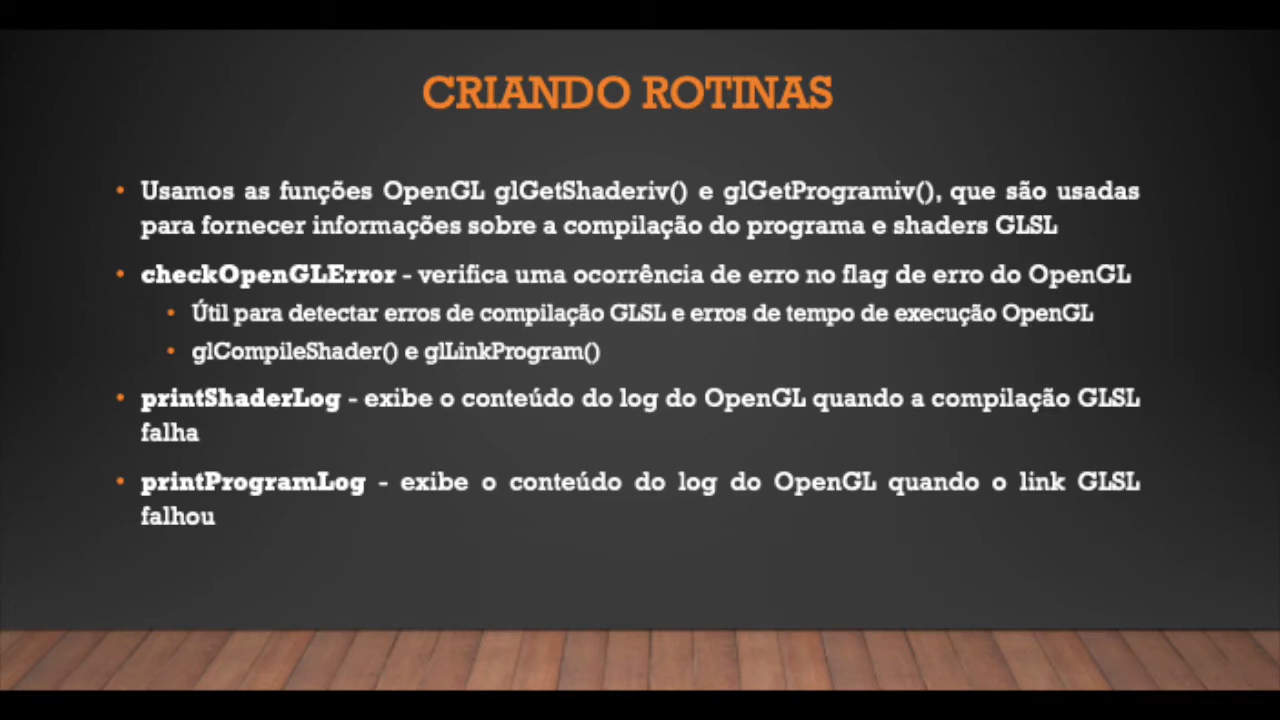 CRIANDO ROTINAS
• Usamos as funções OpenGL glGetShaderiv() e glGetProgramiv(), que são usadas
para fornecer informações sobre a compilação do programa e shaders GLSL
• checkOpenGLError - verifica uma ocorrência de erro no flag de erro do OpenGL
• Útil para detectar erros de compilação GLSL e erros de tempo de execução OpenGL
• glCompileShader() e glLinkProgram()
• printShaderLog - exibe o conteúdo do log do OpenGL quando a compilação GLSL
falha
• printProgramLog - exibe o conteúdo do log do OpenGL quando o link GLSL
falhou